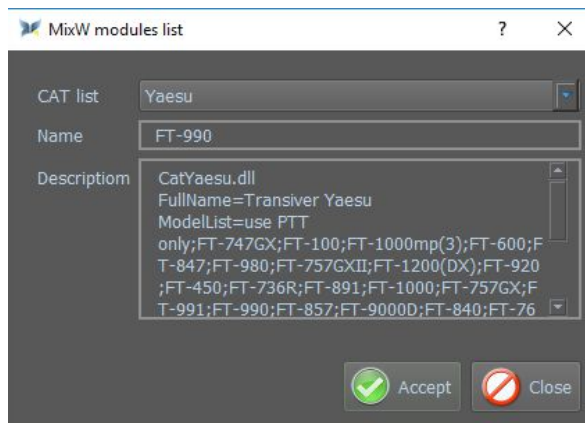 MixW modules list
?
CAT list
Yaesu
Name
FT-990
Descriptiom
CatYaesu.dll
FullName=Transiver Yaesu
ModelList=use PTT
only;FT-747GX;FT-100;FT-1000mp(3);FT-600;F
T-847;FT-980;FT-757GXII;FT-1200(DX);FT-920
;FT-450;FT-736R;FT-891;FT-1000;FT-757GX;F
T-991;FT-990;FT-857;FT-9000D;FT-840;FT-76
Accept
Close